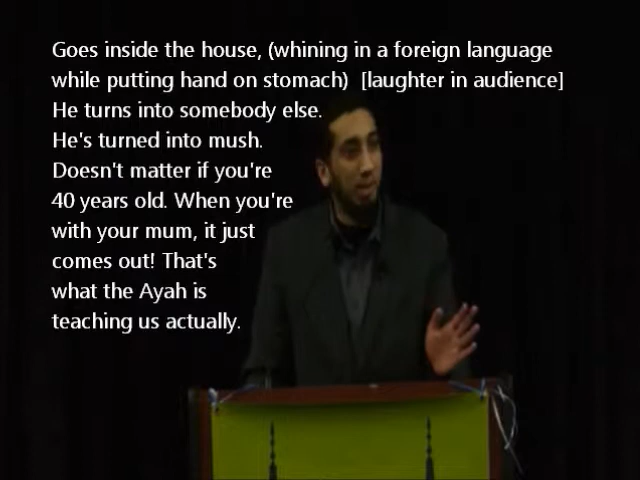 Goes inside the house, (whining in a foreign language
while putting hand on stomach)  [laughter in audience]
He turns into somebody else.
He's turned into mush.
Doesn't matter if you're
40 years old. When you're
with your mum, it just
comes out! That's
what the Ayah is
teaching us actually.